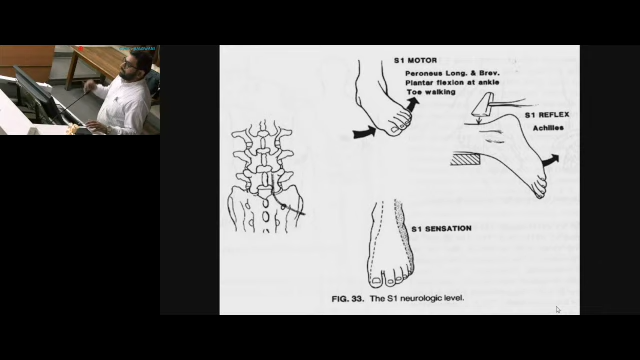 S1 MOTOR
Peroneus Long. & Brev.
Plantar flexion at ankle
Toe walking
S1 REFLEX
Achilles
S1 SENSATION
FIG. 33. The S1 neurologic level.